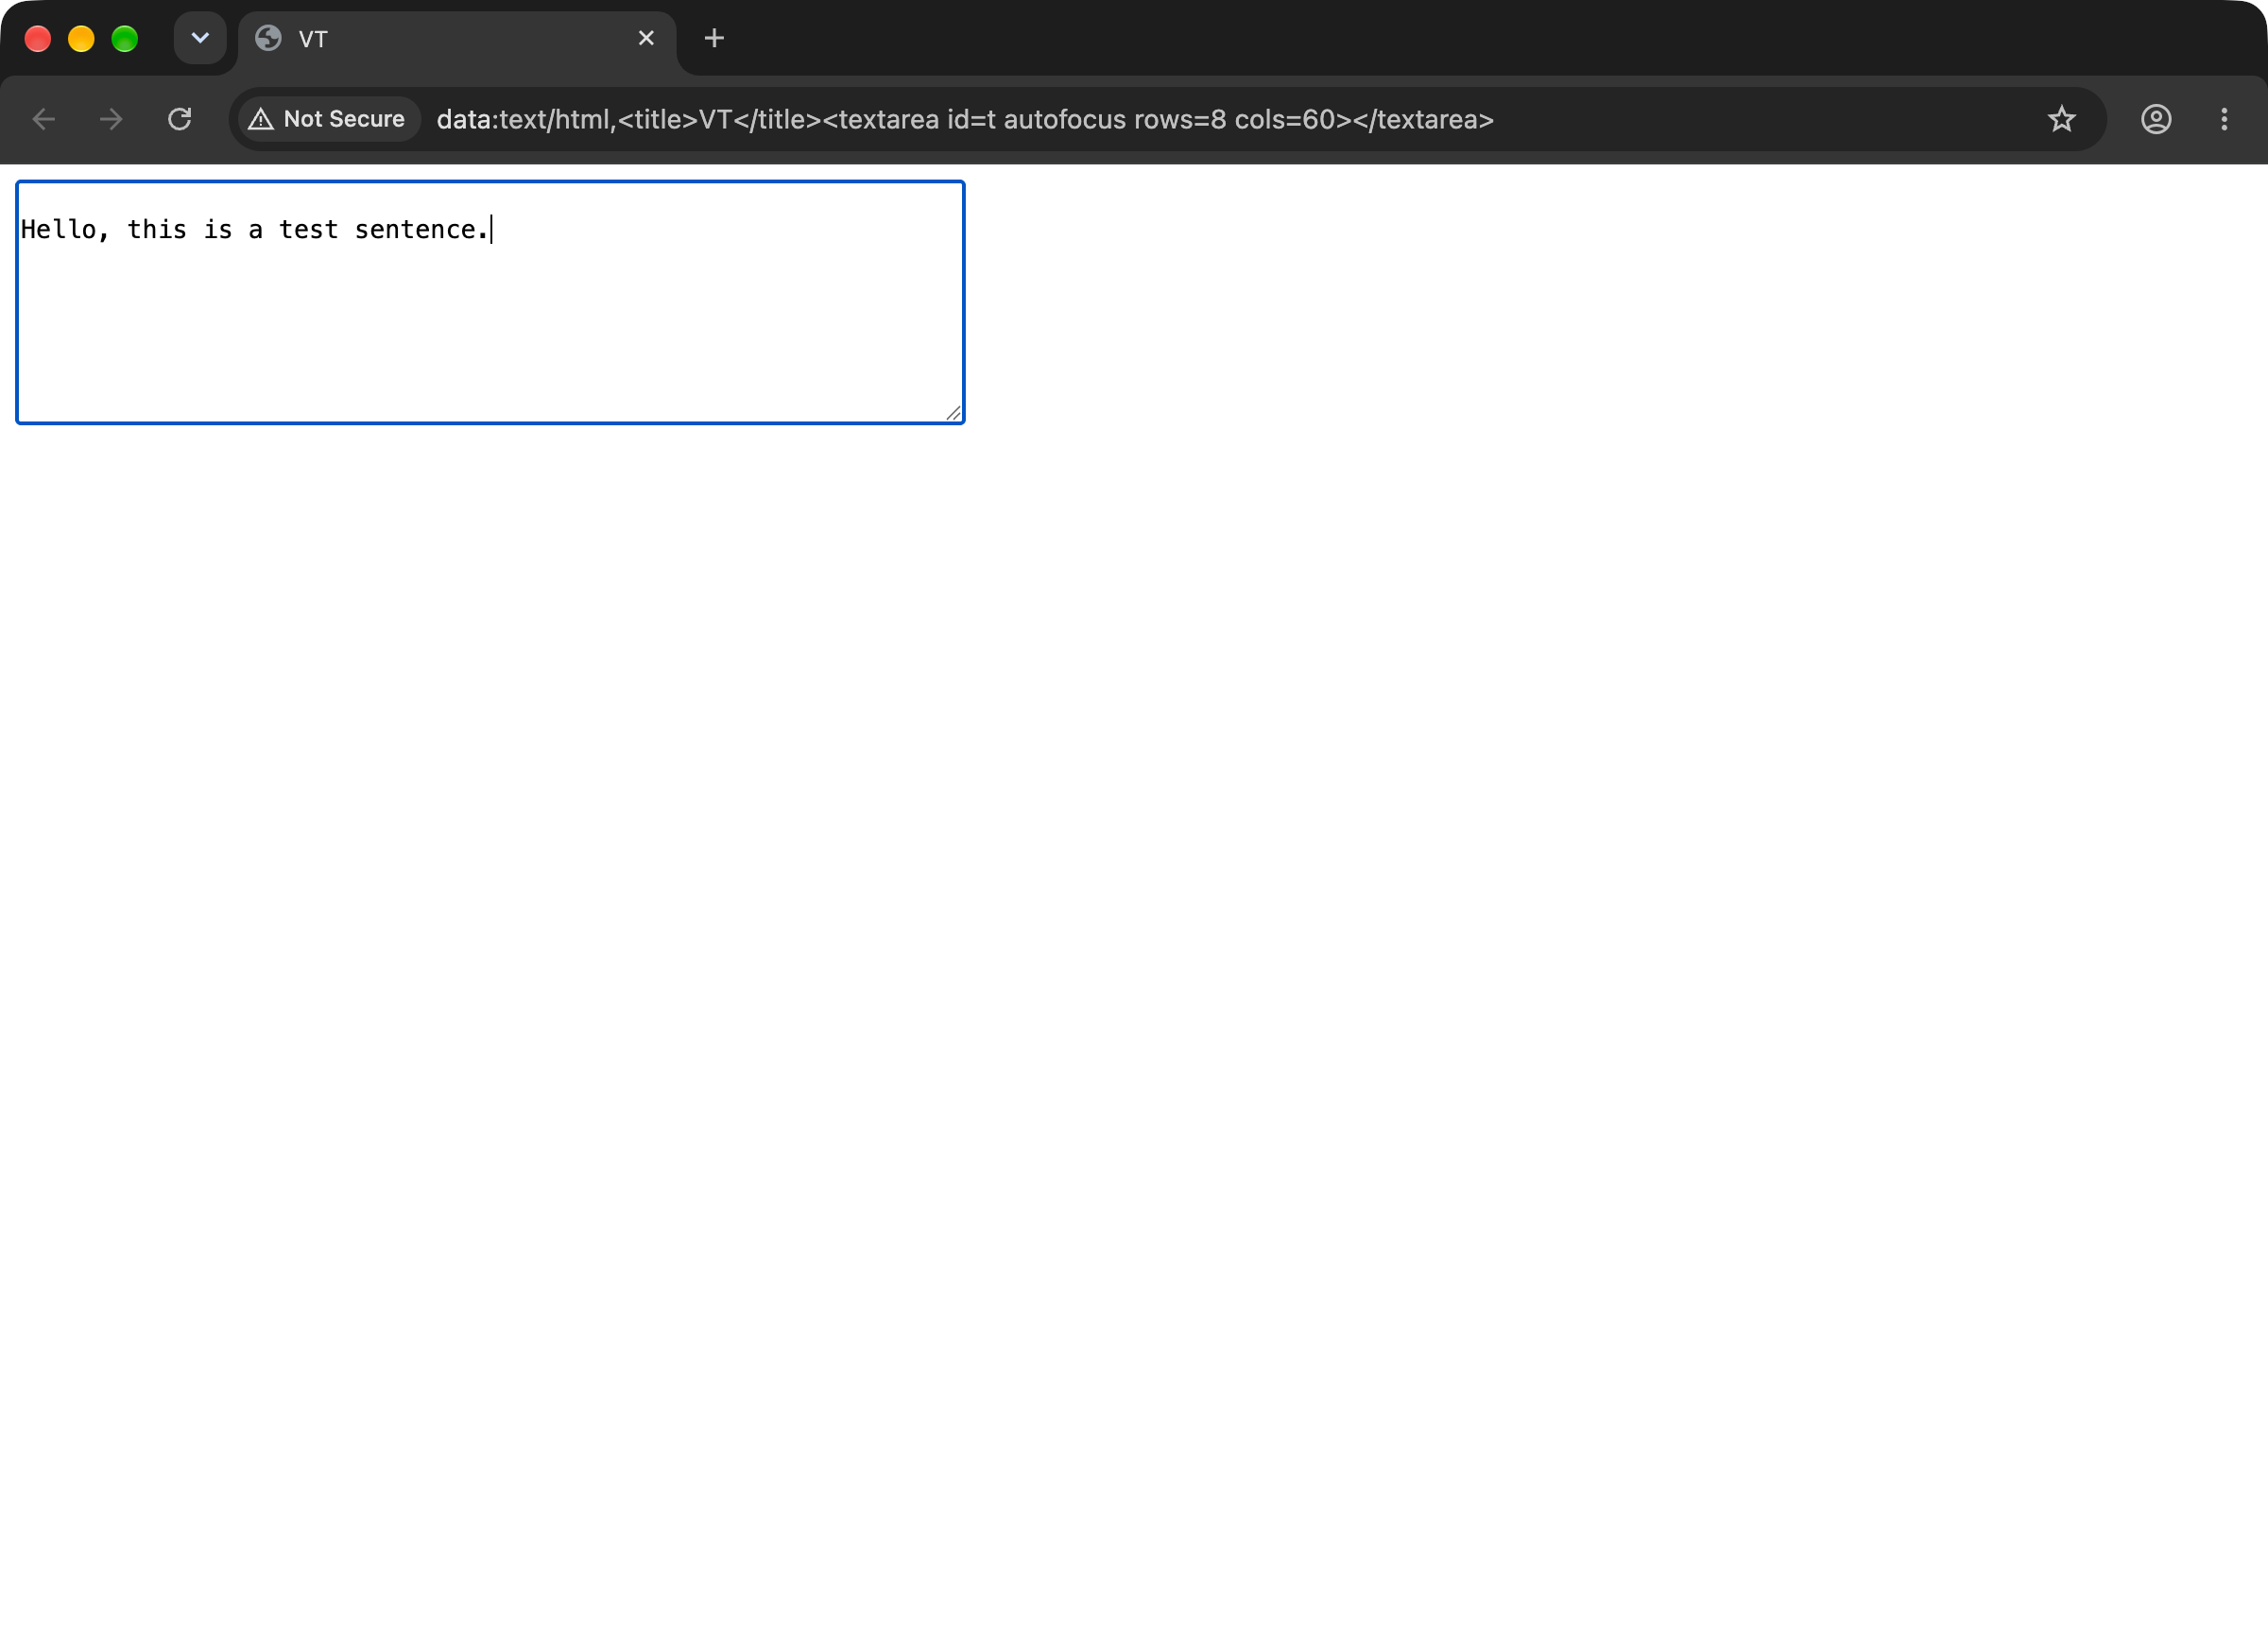 VT
Not Secure
data:text/html,<title>VT</title><textarea id=t autofocus rows=8 cols=60></textarea>
Hello, this is a test sentence.